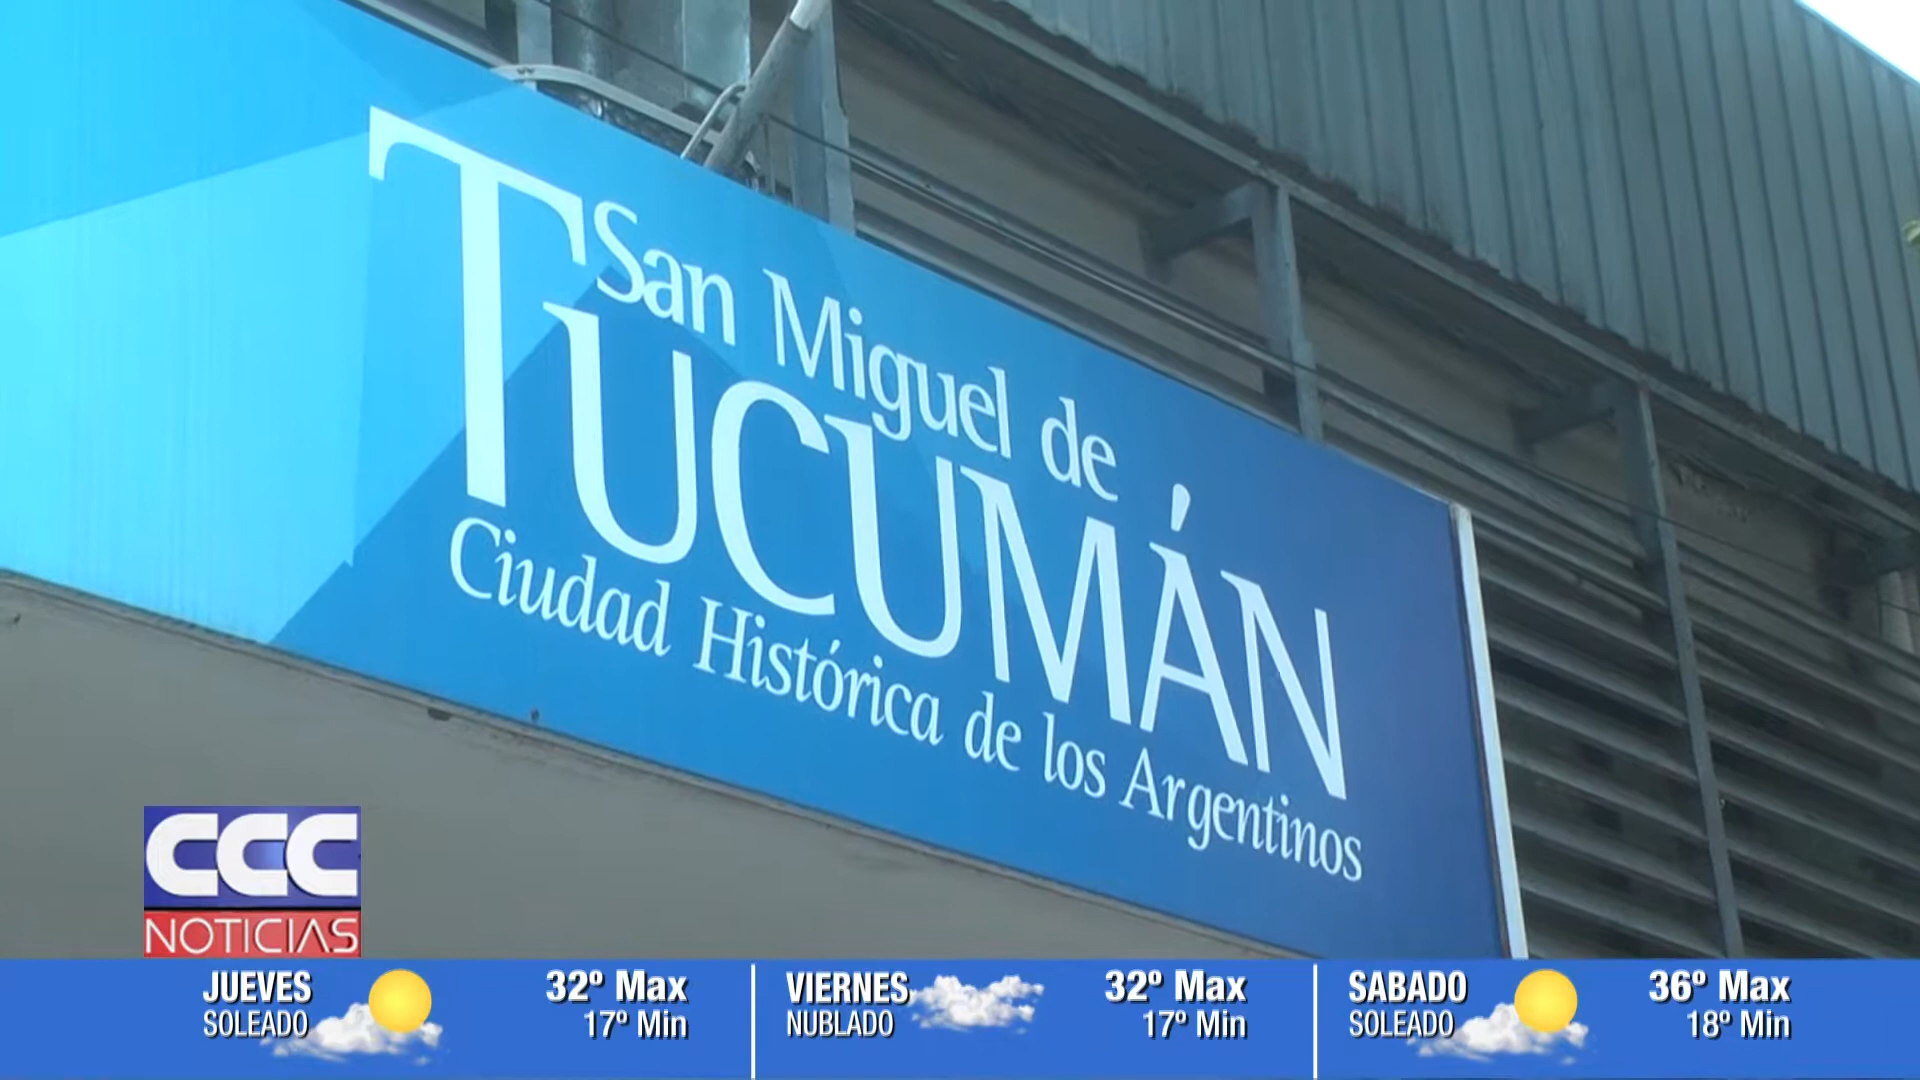 San Miguel de
TUCUMÁN
Ciudad Histórica de los Argentinos
CCC
NOTICIAS
JUEVES
SOLEADO
32º Max
17º Min
VIERNES
NUBLADO
32º Max
17º Min
SABADO
SOLEADO
36º Max
18º Min